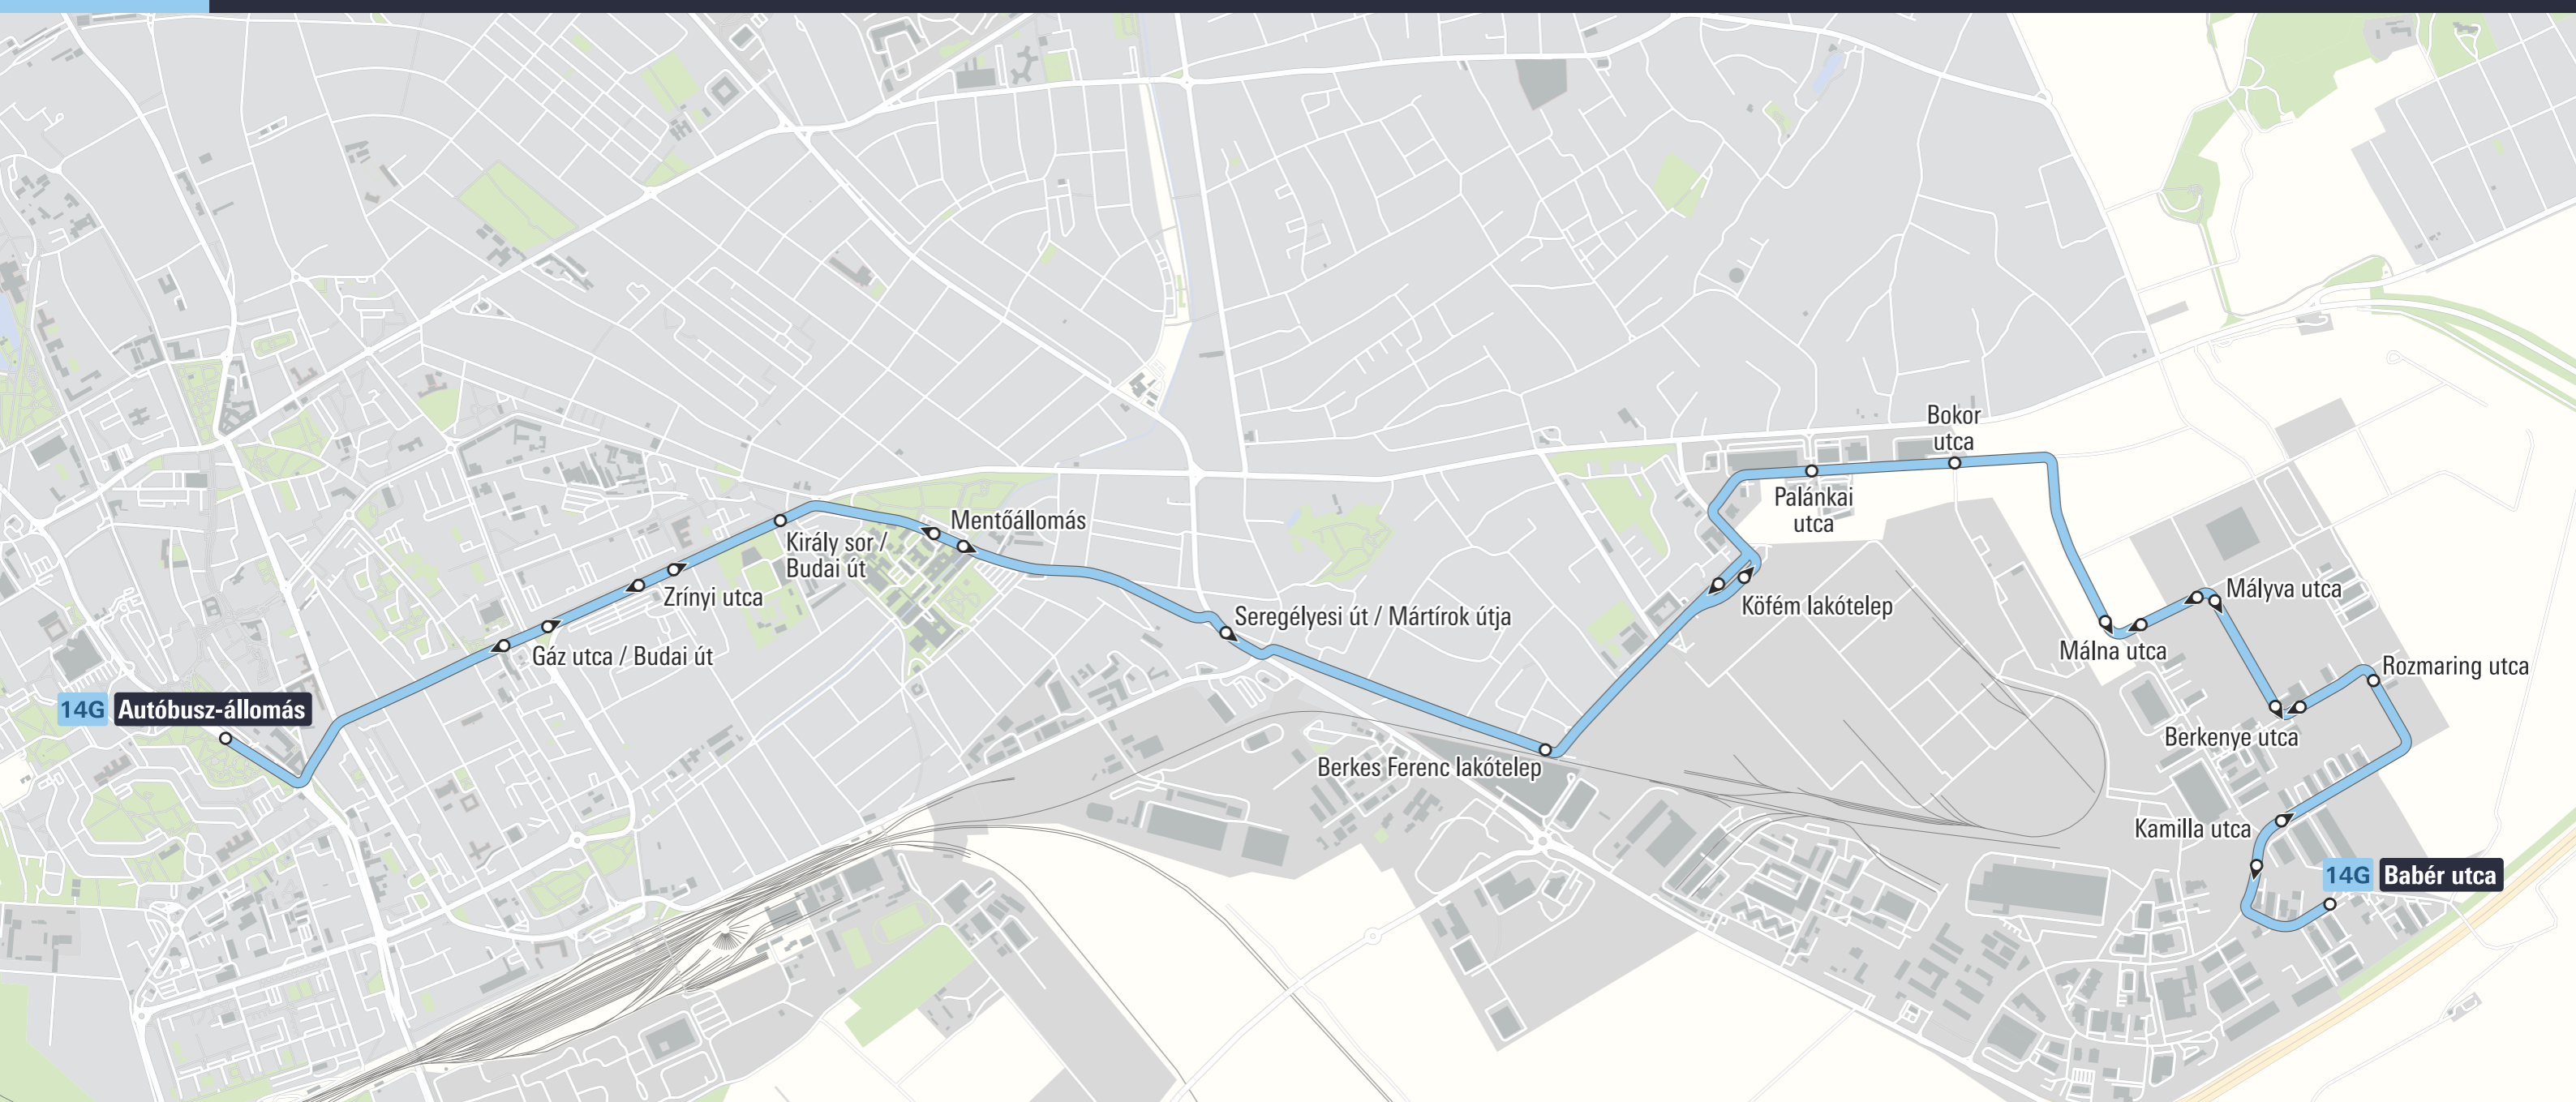 14G Autóbusz-állomás
Gáz utca / Budai út
Zrínyi utca
Király sor /
Budai út
Mentőállomás
Seregélyesi út / Mártírok útja
Berkes Ferenc lakótelep
Köfém lakótelep
Palánkai
utca
Bokor
utca
Málna utca
Mályva utca
Berkenye utca
Rozmaring utca
Kamilla utca
14G Babér utca